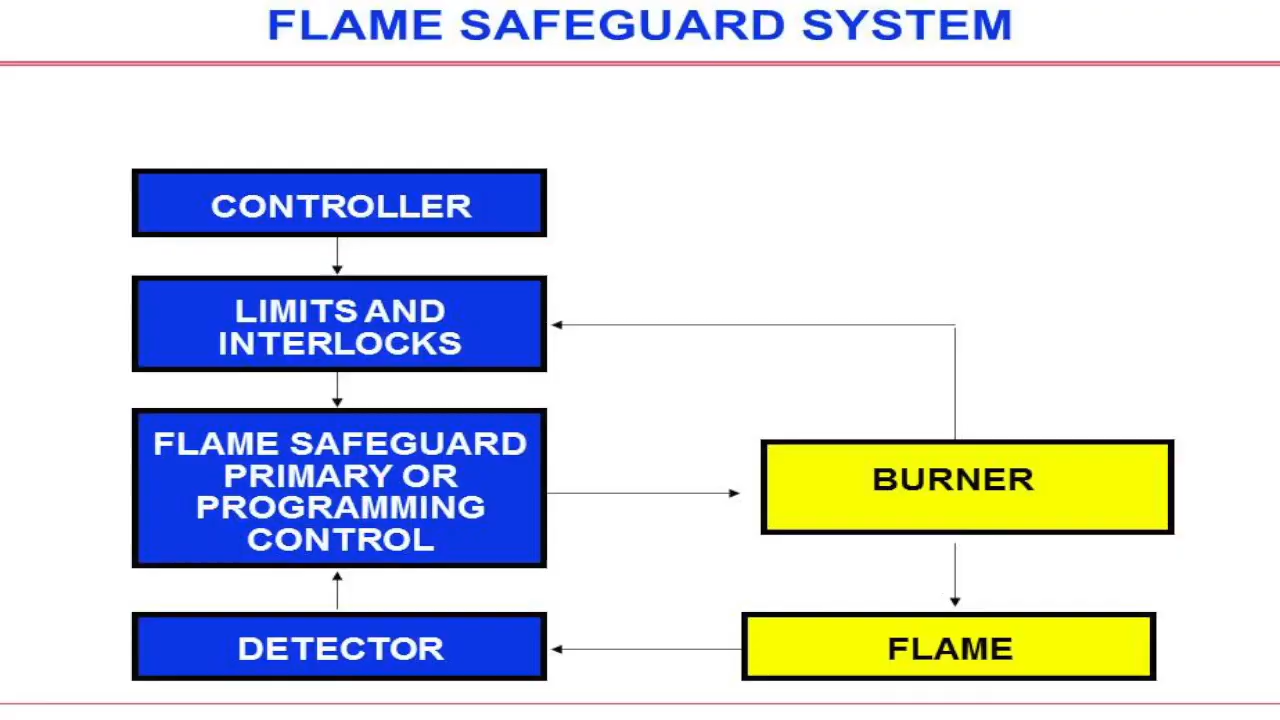 FLAME SAFEGUARD SYSTEM
CONTROLLER
LIMITS AND
INTERLOCKS
FLAME SAFEGUARD
PRIMARY OR
PROGRAMMING
CONTROL
BURNER
DETECTOR
FLAME